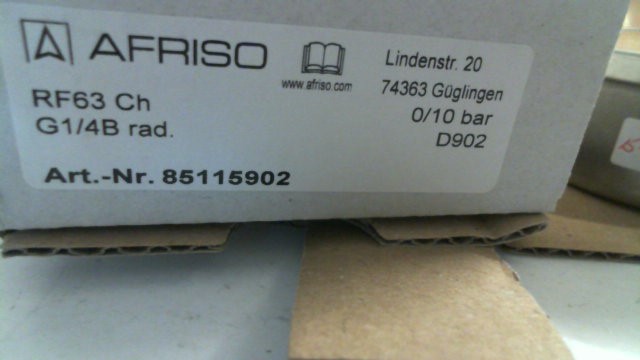 AFRISO
www.afriso.com
Lindenstr. 20
74363 Güglingen
RF63 Ch
G1/4B rad.
0/10 bar
D902
Art.-Nr. 85115902